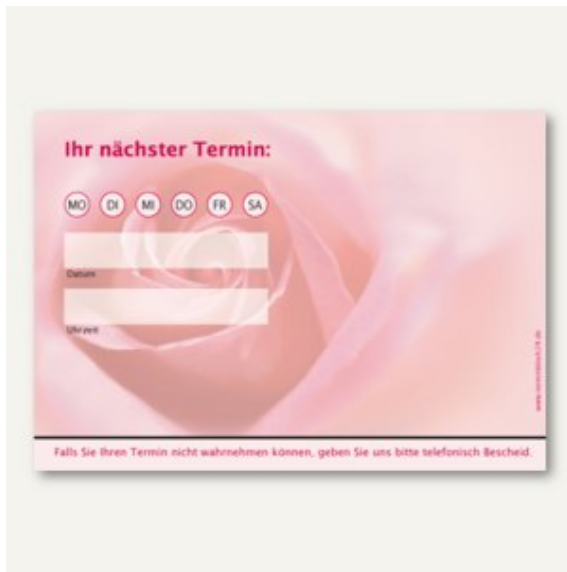 Ihr nächster Termin:
MO DI MI DO FR SA
Datum
Uhrzeit
Falls Sie Ihren Termin nicht wahrnehmen können, geben Sie uns bitte telefonisch Bescheid.